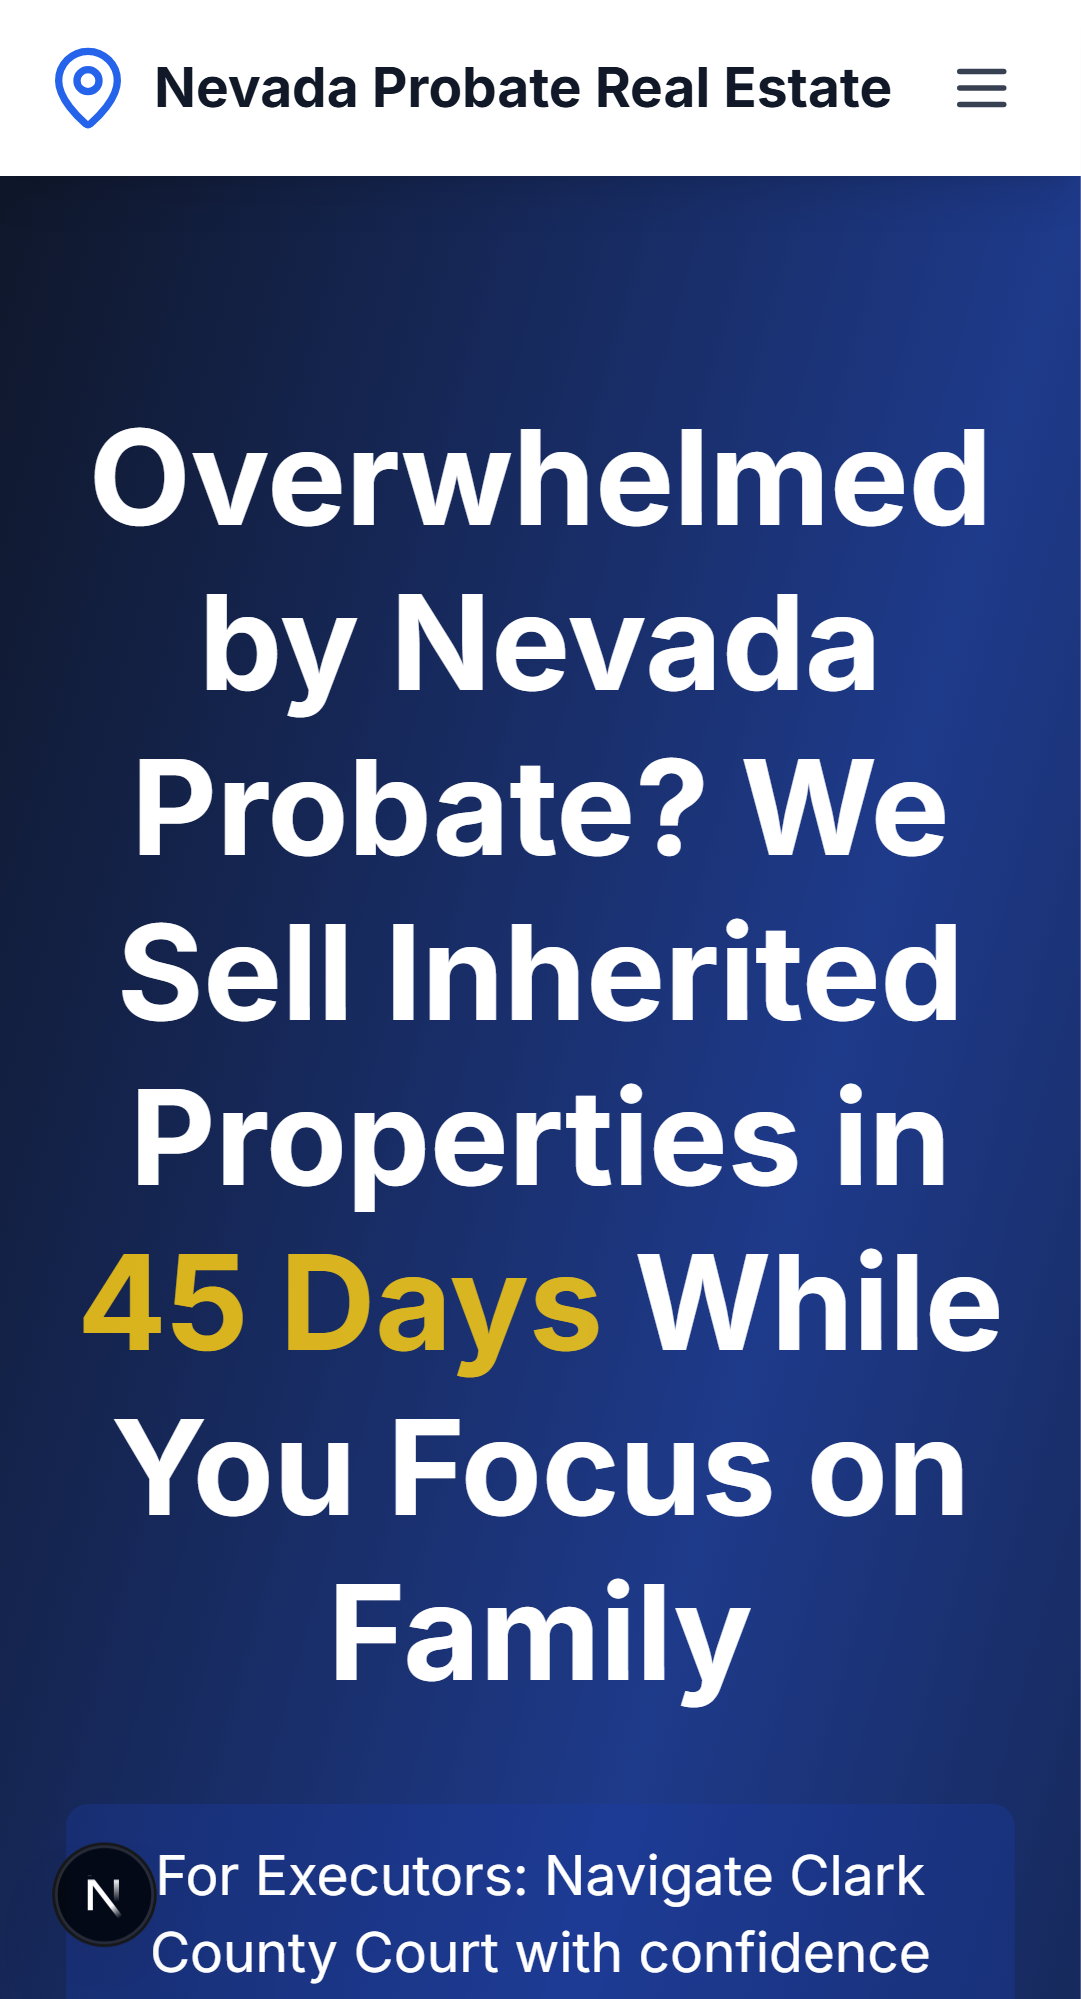 Nevada Probate Real Estate
Overwhelmed
by Nevada
Probate? We
Sell Inherited
Properties in
45 Days While
You Focus on
Family
For Executors: Navigate Clark
County Court with confidence
N